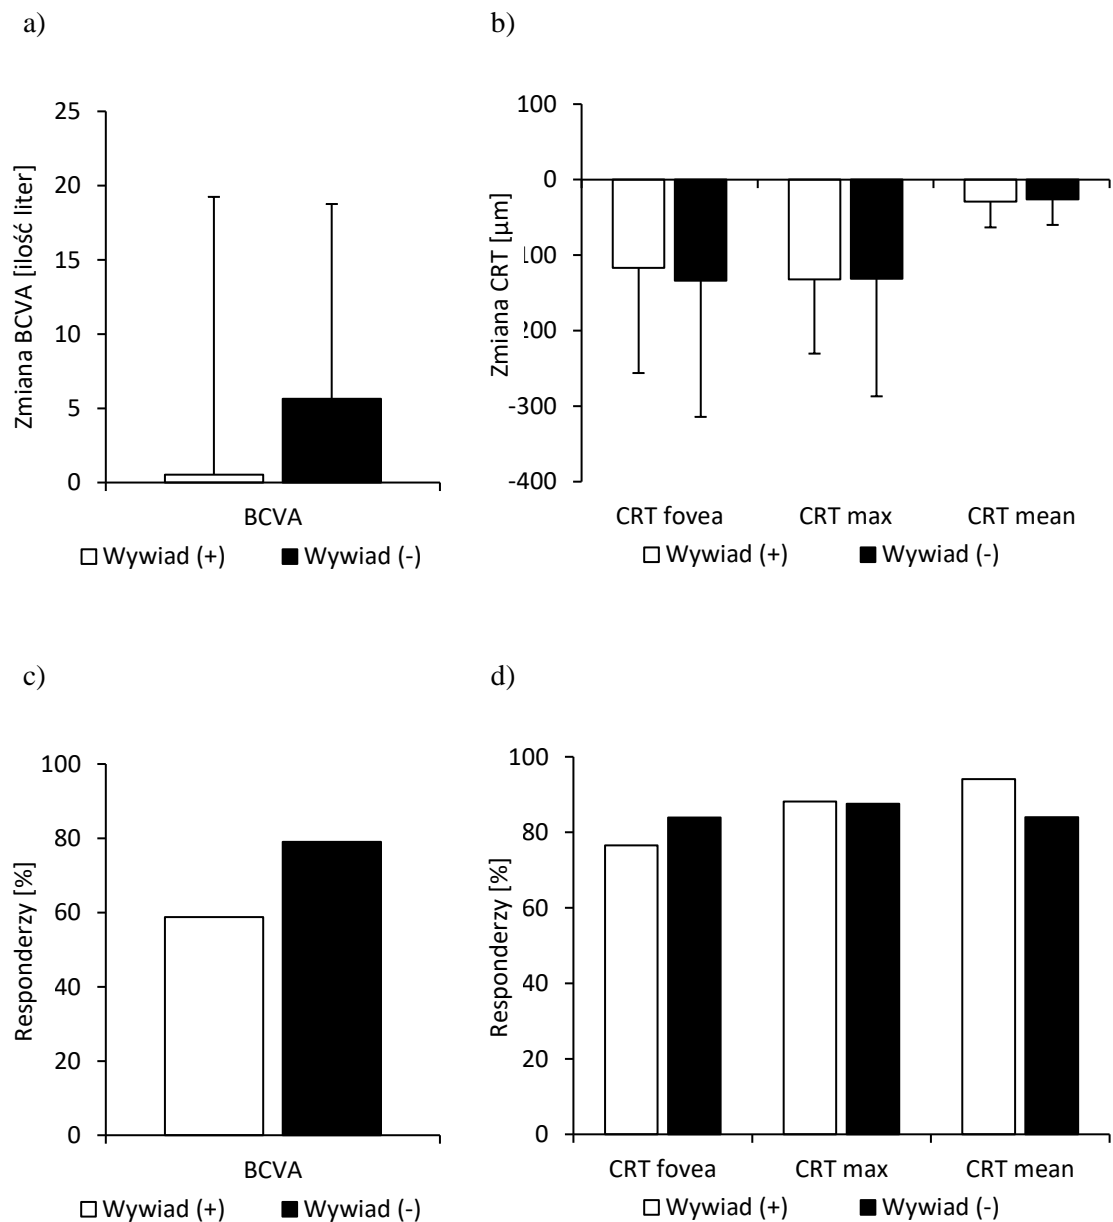 a)
Zmiana BCVA [ilość liter]
25
20
15
10
5
0
BCVA
Wywiad (+) Wywiad (-)
b)
Zmiana CRT [µm]
100
0
100
200
-300
-400
CRT fovea CRT max CRT mean
Wywiad (+) Wywiad (-)
c)
Responderzy [%]
100
80
60
40
20
0
BCVA
Wywiad (+) Wywiad (-)
d)
Responderzy [%]
100
80
60
40
20
0
CRT fovea CRT max CRT mean
Wywiad (+) Wywiad (-)